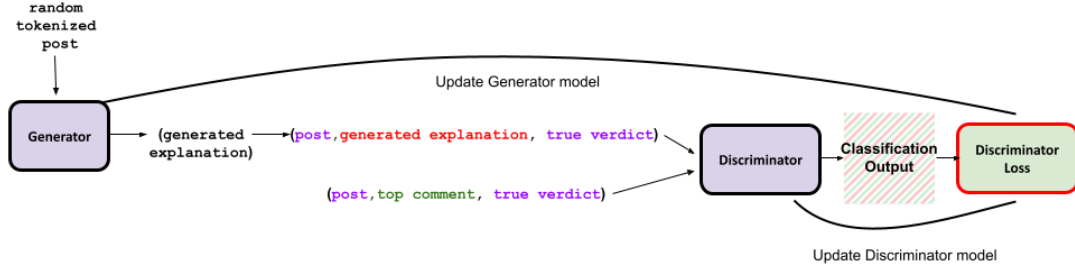 random
tokenized
post
Update Generator model
Generator
(generated
explanation)
(post,generated explanation, true verdict)
(post,top comment, true verdict)
Discriminator
Classification
Output
Discriminator
Loss
Update Discriminator model